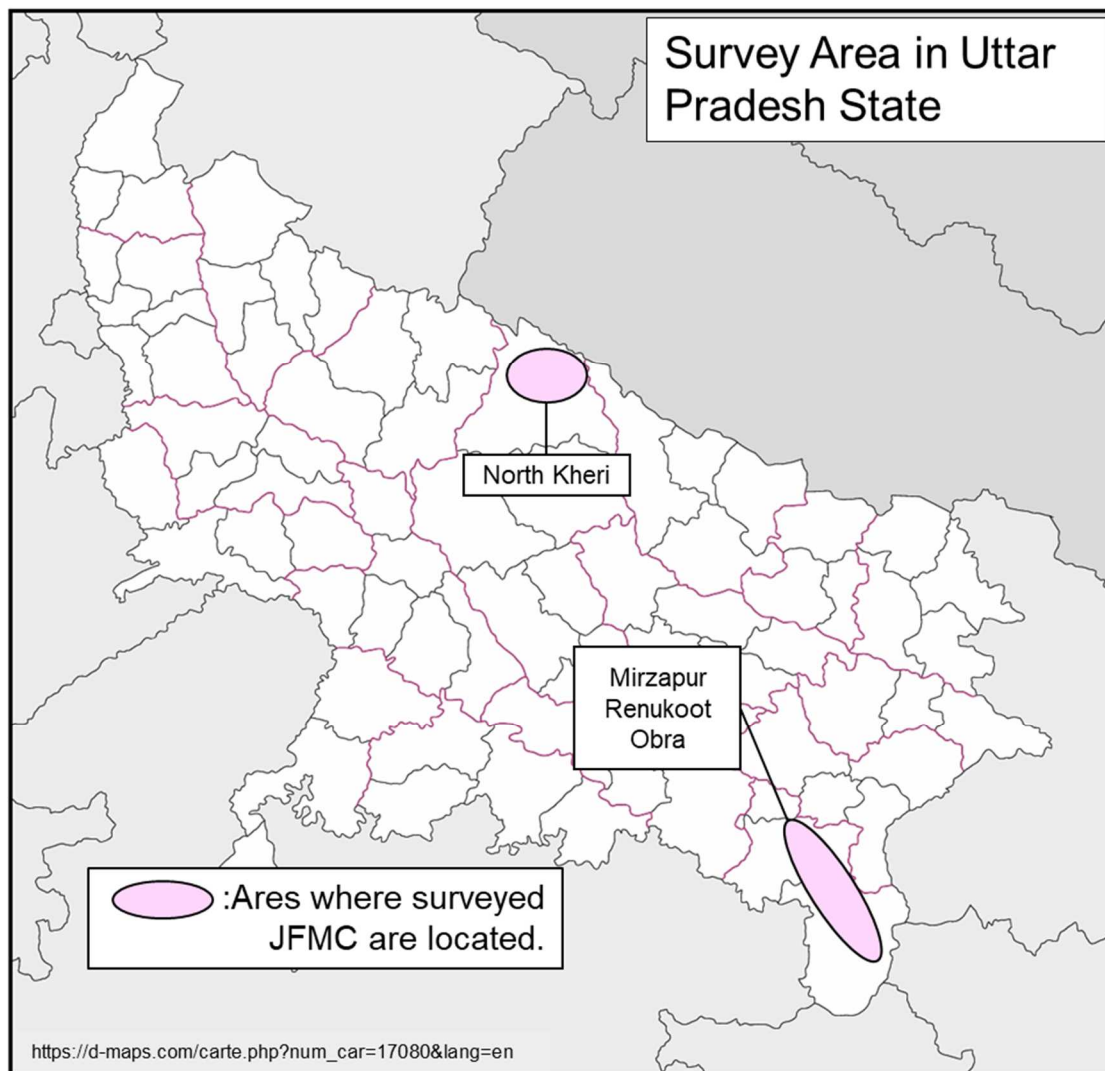 Survey Area in Uttar
Pradesh State
North Kheri
Mirzapur
Renukoot
Obra
:Ares where surveyed
JFMC are located.
https://d-maps.com/carte.php?num_car=17080&lang=en